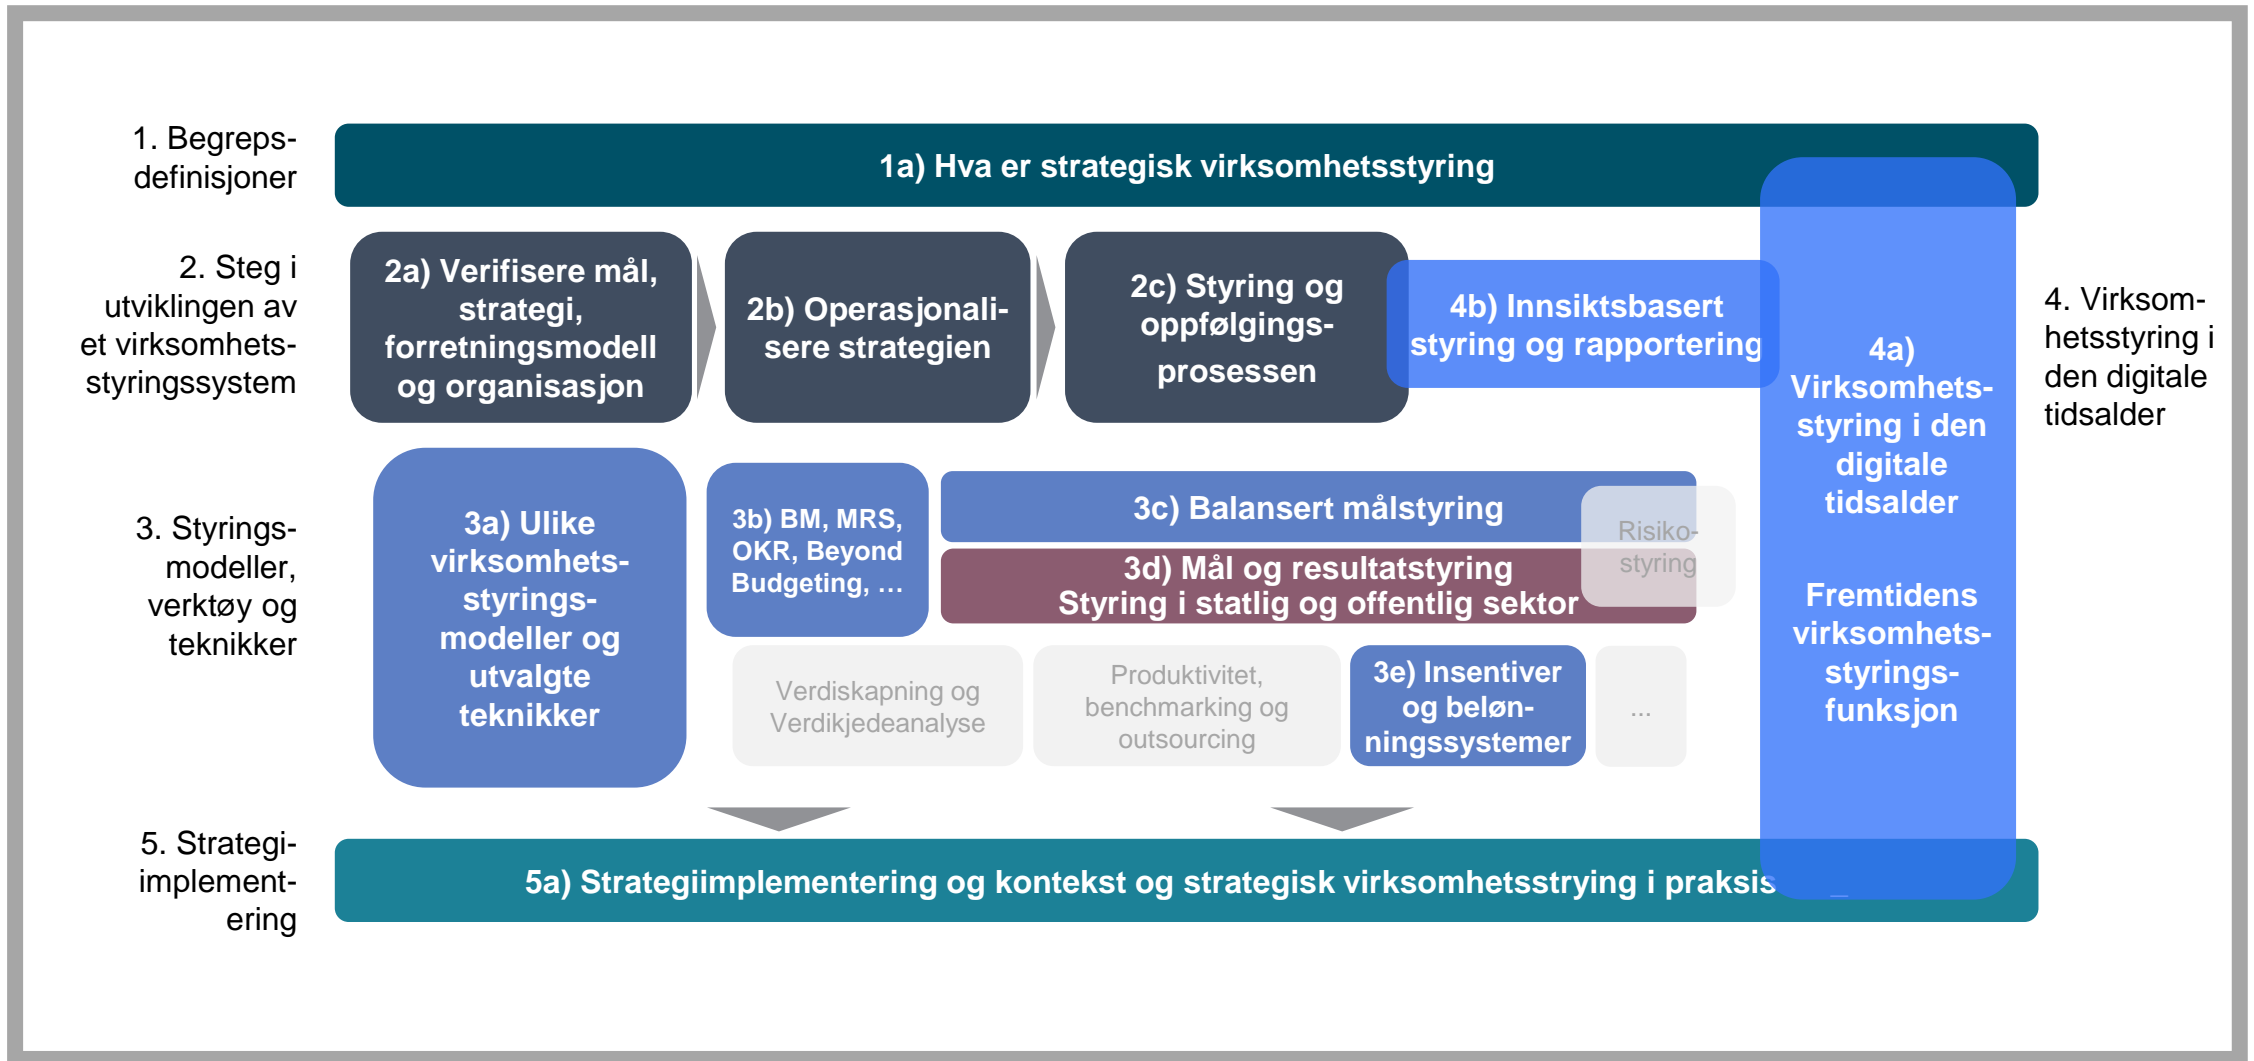 1. Begreps-
definisjoner
1a) Hva er strategisk virksomhetsstyring
2. Steg i
utviklingen av
et virksomhets-
styringssystem
2a) Verifisere mål,
strategi,
forretningsmodell
og organisasjon
2b) Operasjonali-
sere strategien
2c) Styring og
oppfølgings-
prosessen
4b) Innsiktsbasert
styring og rapportering
4a)
Virksomhets-
styring i den
digitale
tidsalder
Fremtidens
virksomhets-
styrings-
funksjon
4. Virksom-
hetsstyring i
den digitale
tidsalder
3. Styrings-
modeller,
verktøy og
teknikker
3a) Ulike
virksomhets-
styrings-
modeller og
utvalgte
teknikker
3b) BM, MRS,
OKR, Beyond
Budgeting, …
3c) Balansert målstyring
3d) Mål og resultatstyring
Styring i statlig og offentlig sektor
Risiko-
styring
Verdiskapning og
Verdikjedeanalyse
Produktivitet,
benchmarking og
outsourcing
3e) Insentiver
og beløn-
ningssystemer
...
5. Strategi-
implement-
ering
5a) Strategiimplementering og kontekst og strategisk virksomhetsstrying i praksis _